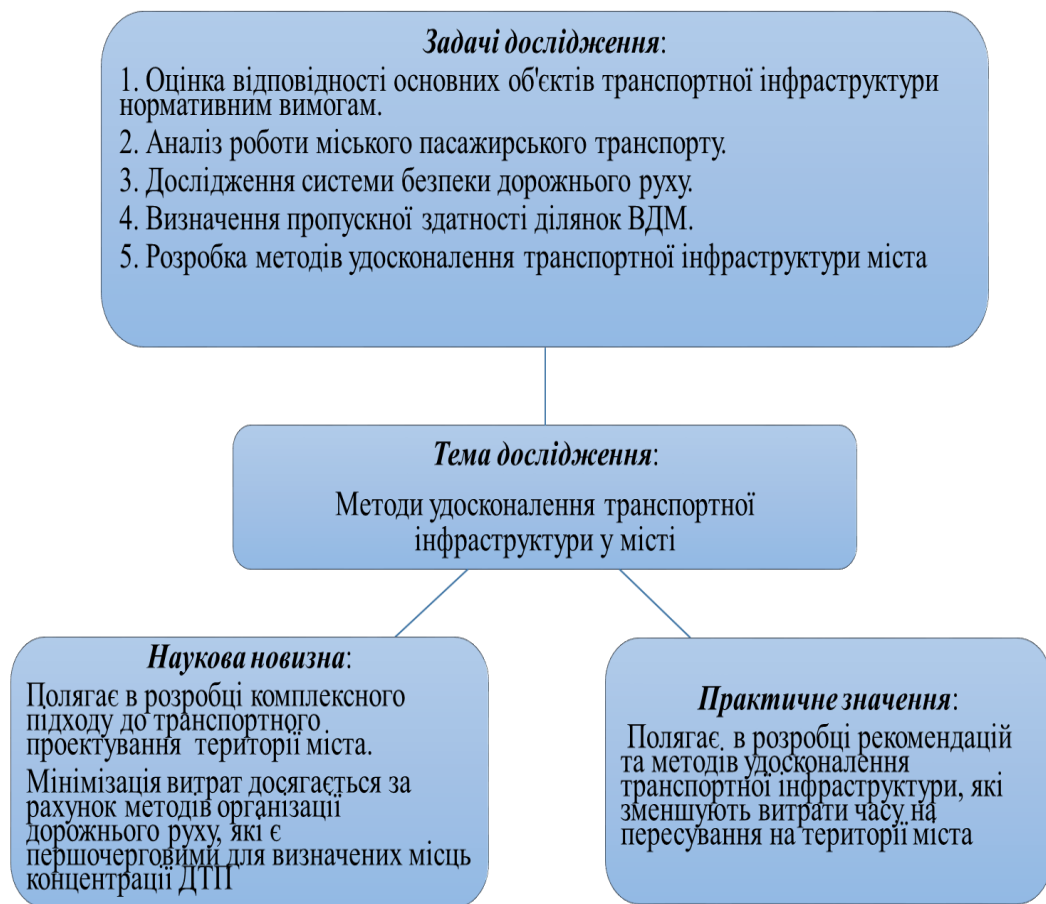 Задачі дослідження:
1. Оцінка відповідності основних об'єктів транспортної інфраструктури
нормативним вимогам.
2. Аналіз роботи міського пасажирського транспорту.
3. Дослідження системи безпеки дорожнього руху.
4. Визначення пропускної здатності ділянок ВДМ.
5. Розробка методів удосконалення транспортної інфраструктури міста
Тема дослідження:
Методи удосконалення транспортної
інфраструктури у місті
Наукова новизна:
Полягає в розробці комплексного
підходу до транспортного
проектування території міста.
Мінімізація витрат досягається за
рахунок методів організації
дорожнього руху, які є
першочерговими для визначених місць
концентрації ДТП
Практичне значення:
Полягає. в розробці рекомендацій
та методів удосконалення
транспортної інфраструктури, які
зменшують витрати часу на
пересування на території міста